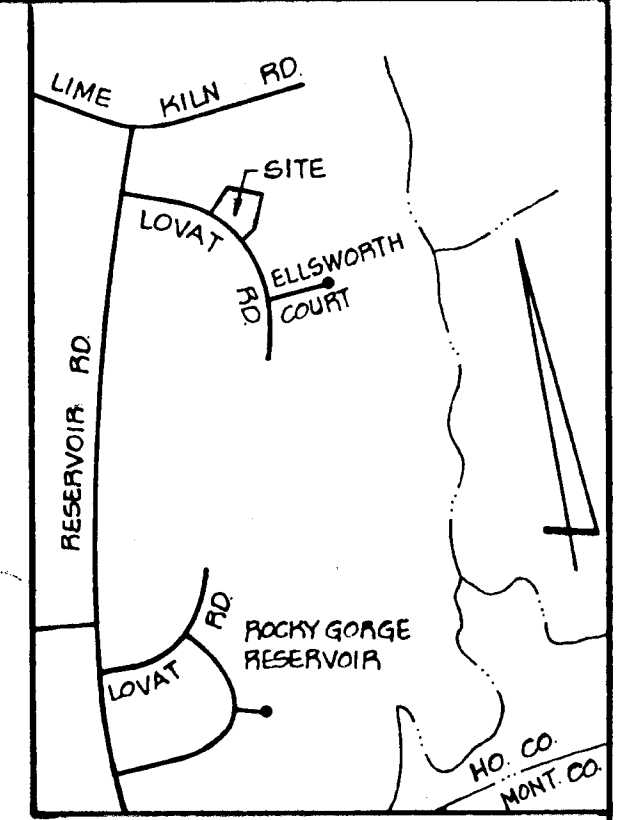 LIME KILN RD.
SITE
LOVAT RD.
ELLSWORTH
COURT
RESERVOIR RD.
LOVAT RD.
ROCKY GORGE
RESERVOIR
HO. CO.
MONT. CO.